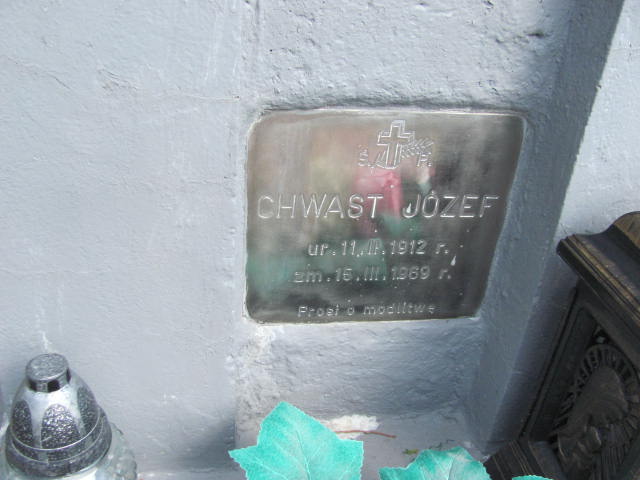 Ś. P.
CHWAST JÓZEF
ur. 11.II.1912 r.
zm. 15.III.1969 r.
Prosi o modlitwę